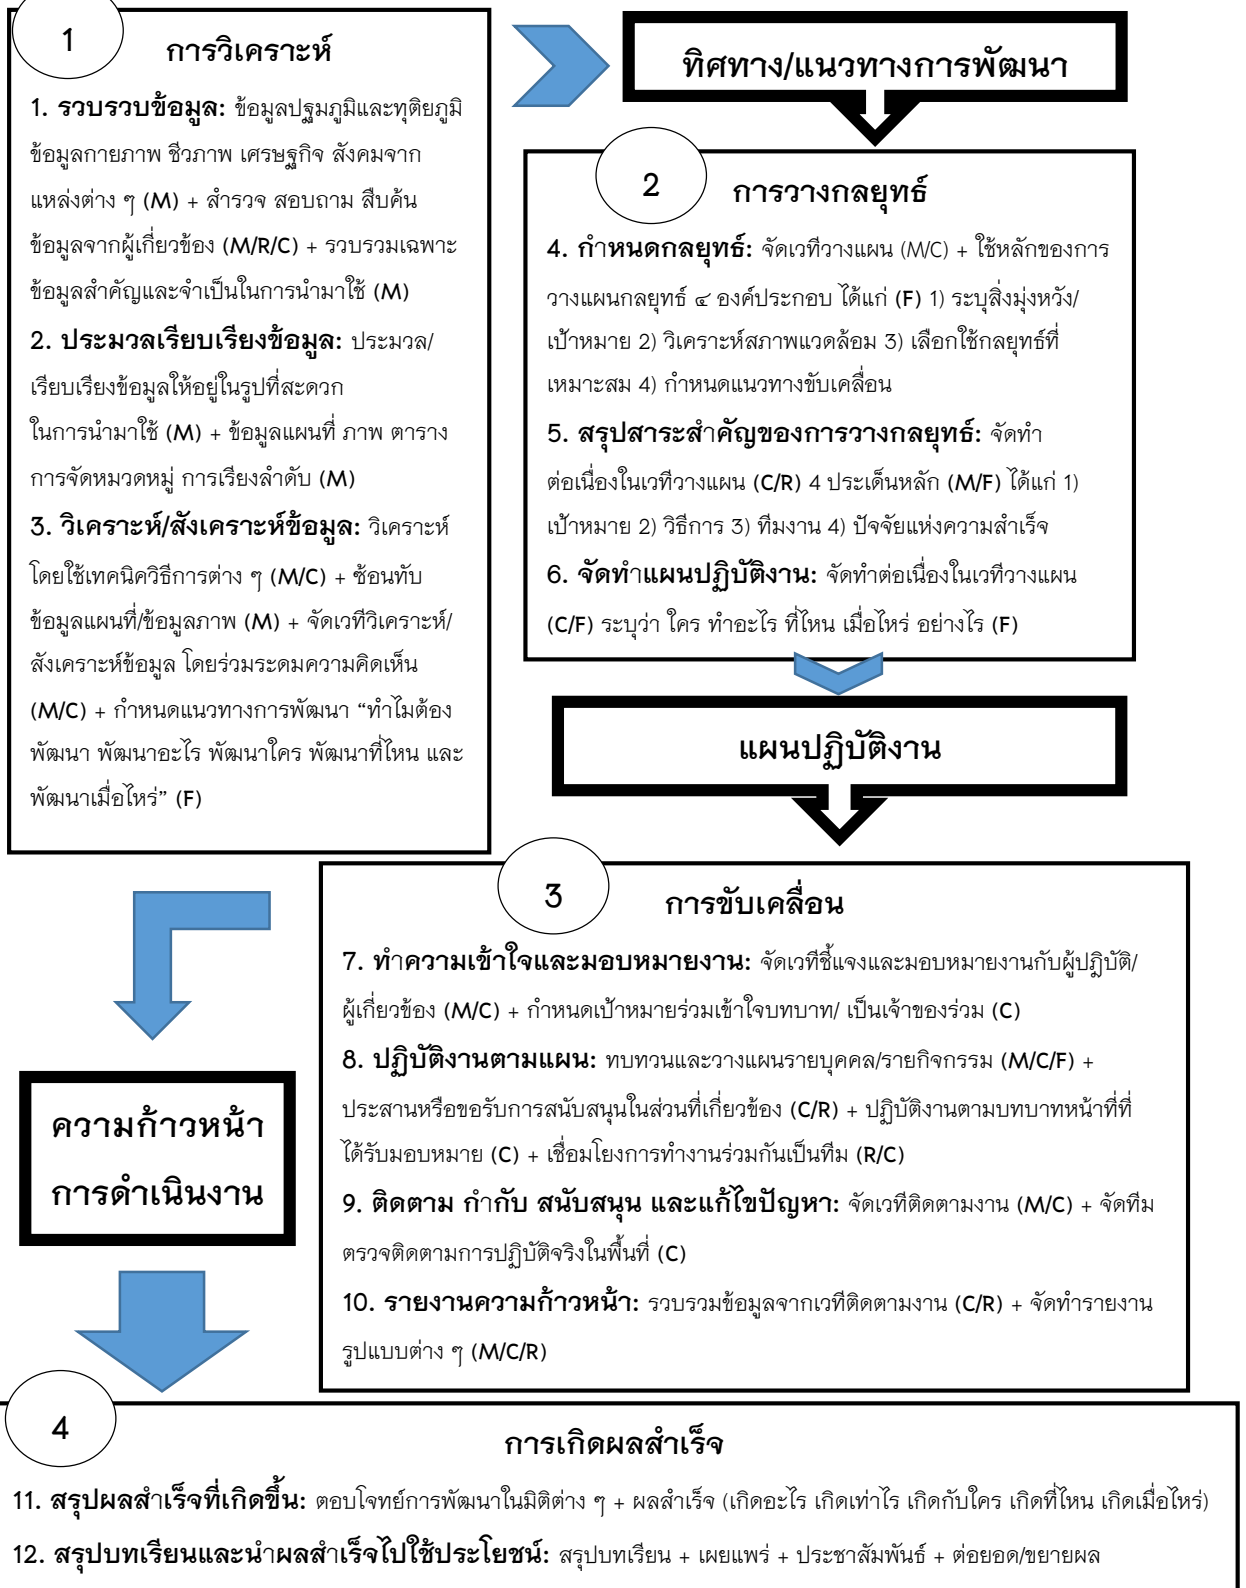 1
การวิเคราะห์
1. รวบรวบข้อมูล: ข้อมูลปฐมภูมิและทุติยภูมิ
ข้อมูลกายภาพ ชีวภาพ เศรษฐกิจ สังคมจาก
แหล่งต่าง ๆ (M) + สำรวจ สอบถาม สืบค้น
ข้อมูลจากผู้เกี่ยวข้อง (M/R/C) + รวบรวมเฉพาะ
ข้อมูลสำคัญและจำเป็นในการนำมาใช้ (M)
2. ประมวลเรียบเรียงข้อมูล: ประมวล/
เรียบเรียงข้อมูลให้อยู่ในรูปที่สะดวก
ในการนำมาใช้ (M) + ข้อมูลแผนที่ ภาพ ตาราง
การจัดหมวดหมู่ การเรียงลำดับ (M)
3. วิเคราะห์/สังเคราะห์ข้อมูล: วิเคราะห์
โดยใช้เทคนิควิธีการต่าง ๆ (M/C) + ซ้อนทับ
ข้อมูลแผนที่/ข้อมูลภาพ (M) + จัดเวทีวิเคราะห์/
สังเคราะห์ข้อมูล โดยร่วมระดมความคิดเห็น
(M/C) + กำหนดแนวทางการพัฒนา “ทำไมต้อง
พัฒนา พัฒนาอะไร พัฒนาใคร พัฒนาที่ไหน และ
พัฒนาเมื่อไหร่” (F)
ทิศทาง/แนวทางการพัฒนา
2
การวางกลยุทธ์
4. กำหนดกลยุทธ์: จัดเวทีวางแผน (M/C) + ใช้หลักของการ
วางแผนกลยุทธ์ ๔ องค์ประกอบ ได้แก่ (F) 1) ระบุสิ่งมุ่งหวัง/
เป้าหมาย 2) วิเคราะห์สภาพแวดล้อม 3) เลือกใช้กลยุทธ์ที่
เหมาะสม 4) กำหนดแนวทางขับเคลื่อน
5. สรุปสาระสำคัญของการวางกลยุทธ์: จัดทำ
ต่อเนื่องในเวทีวางแผน (C/R) 4 ประเด็นหลัก (M/F) ได้แก่ 1)
เป้าหมาย 2) วิธีการ 3) ทีมงาน 4) ปัจจัยแห่งความสำเร็จ
6. จัดทำแผนปฏิบัติงาน: จัดทำต่อเนื่องในเวทีวางแผน
(C/F) ระบุว่า ใคร ทำอะไร ที่ไหน เมื่อไหร่ อย่างไร (F)
แผนปฏิบัติงาน
3
การขับเคลื่อน
7. ทำความเข้าใจและมอบหมายงาน: จัดเวทีชี้แจงและมอบหมายงานกับผู้ปฏิบัติ/
ผู้เกี่ยวข้อง (M/C) + กำหนดเป้าหมายร่วมเข้าใจบทบาท/ เป็นเจ้าของร่วม (C)
8. ปฏิบัติงานตามแผน: ทบทวนและวางแผนรายบุคคล/รายกิจกรรม (M/C/F) +
ประสานหรือขอรับการสนับสนุนในส่วนที่เกี่ยวข้อง (C/R) + ปฏิบัติงานตามบทบาทหน้าที่ที่
ได้รับมอบหมาย (C) + เชื่อมโยงการทำงานร่วมกันเป็นทีม (R/C)
9. ติดตาม กำกับ สนับสนุน และแก้ไขปัญหา: จัดเวทีติดตามงาน (M/C) + จัดทีม
ตรวจติดตามการปฏิบัติจริงในพื้นที่ (C)
10. รายงานความก้าวหน้า: รวบรวมข้อมูลจากเวทีติดตามงาน (C/R) + จัดทำรายงาน
รูปแบบต่าง ๆ (M/C/R)
ความก้าวหน้า
การดำเนินงาน
4
การเกิดผลสำเร็จ
11. สรุปผลสำเร็จที่เกิดขึ้น: ตอบโจทย์การพัฒนาในมิติต่าง ๆ + ผลสำเร็จ (เกิดอะไร เกิดเท่าไร เกิดกับใคร เกิดที่ไหน เกิดเมื่อไหร่)
12. สรุปบทเรียนและนำผลสำเร็จไปใช้ประโยชน์: สรุปบทเรียน + เผยแพร่ + ประชาสัมพันธ์ + ต่อยอด/ขยายผล